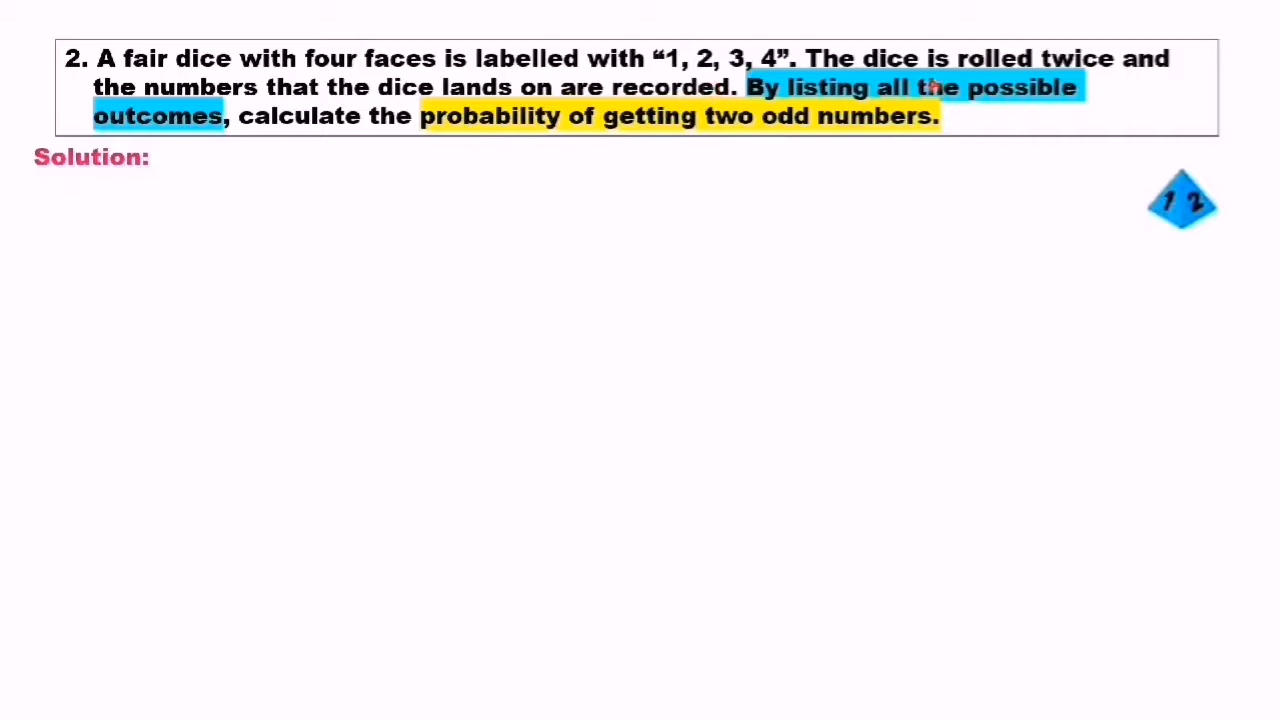 2. A fair dice with four faces is labelled with “1, 2, 3, 4”. The dice is rolled twice and
the numbers that the dice lands on are recorded. By listing all the possible
outcomes, calculate the probability of getting two odd numbers.
Solution:
1 2